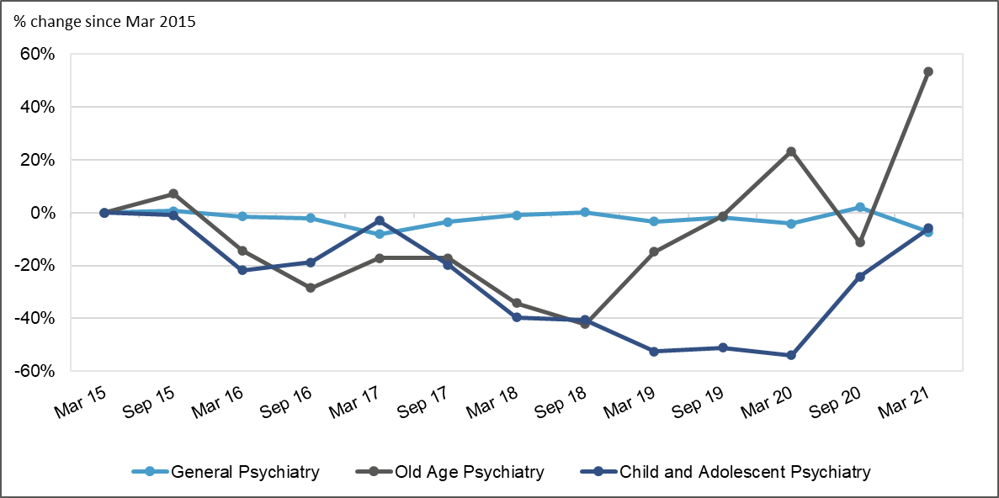 % change since Mar 2015
60%
40%
20%
0%
-20%
-40%
-60%
Mar 15
Sep 15
Mar 16
Sep 16
Mar 17
Sep 17
Mar 18
Sep 18
Mar 19
Sep 19
Mar 20
Sep 20
Mar 21
General Psychiatry
Old Age Psychiatry
Child and Adolescent Psychiatry